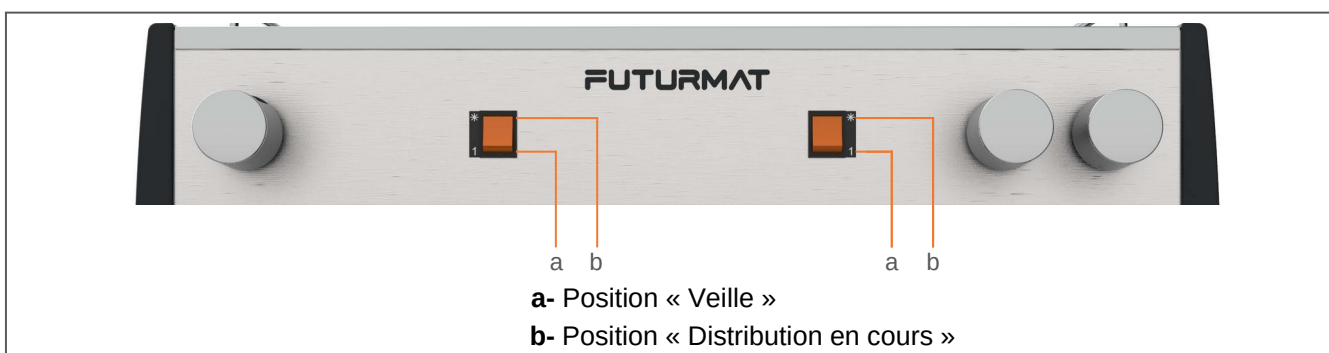 FUTURMAT
* *
1 1
a b a b
a- Position « Veille »
b- Position « Distribution en cours »